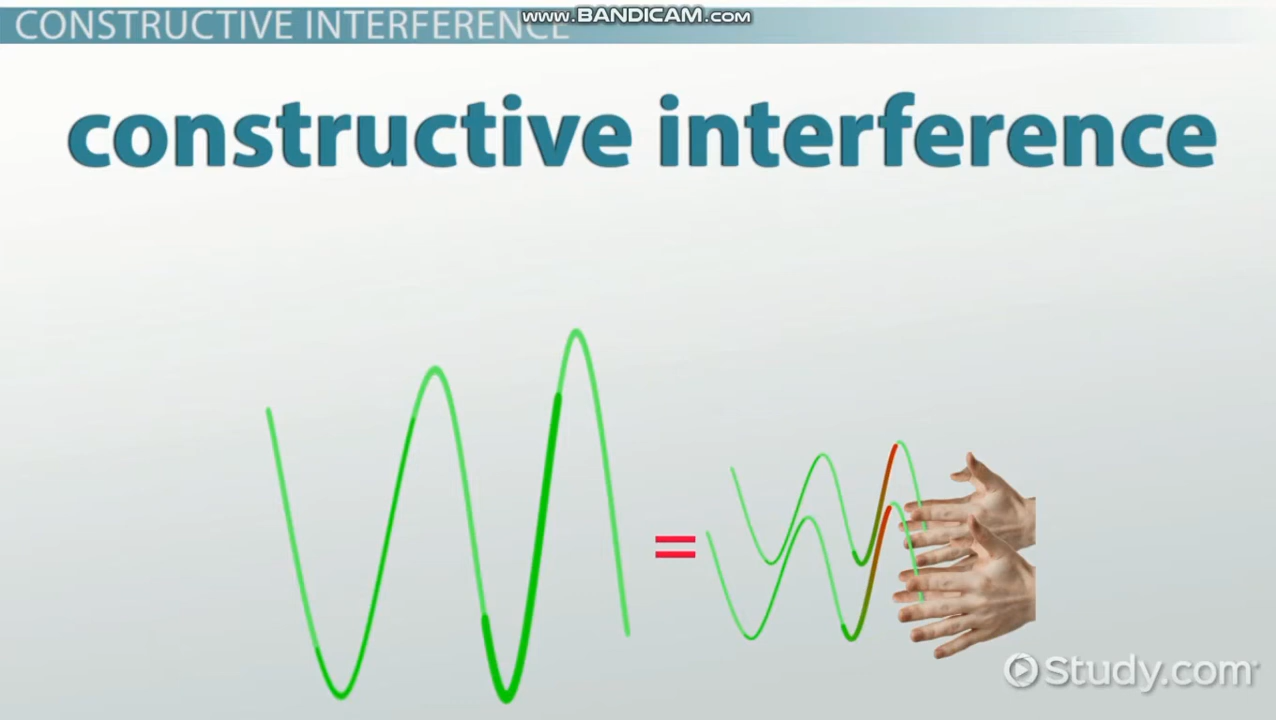 www.BANDICAM.com
CONSTRUCTIVE INTERFERENCE
constructive interference
=
Study.com